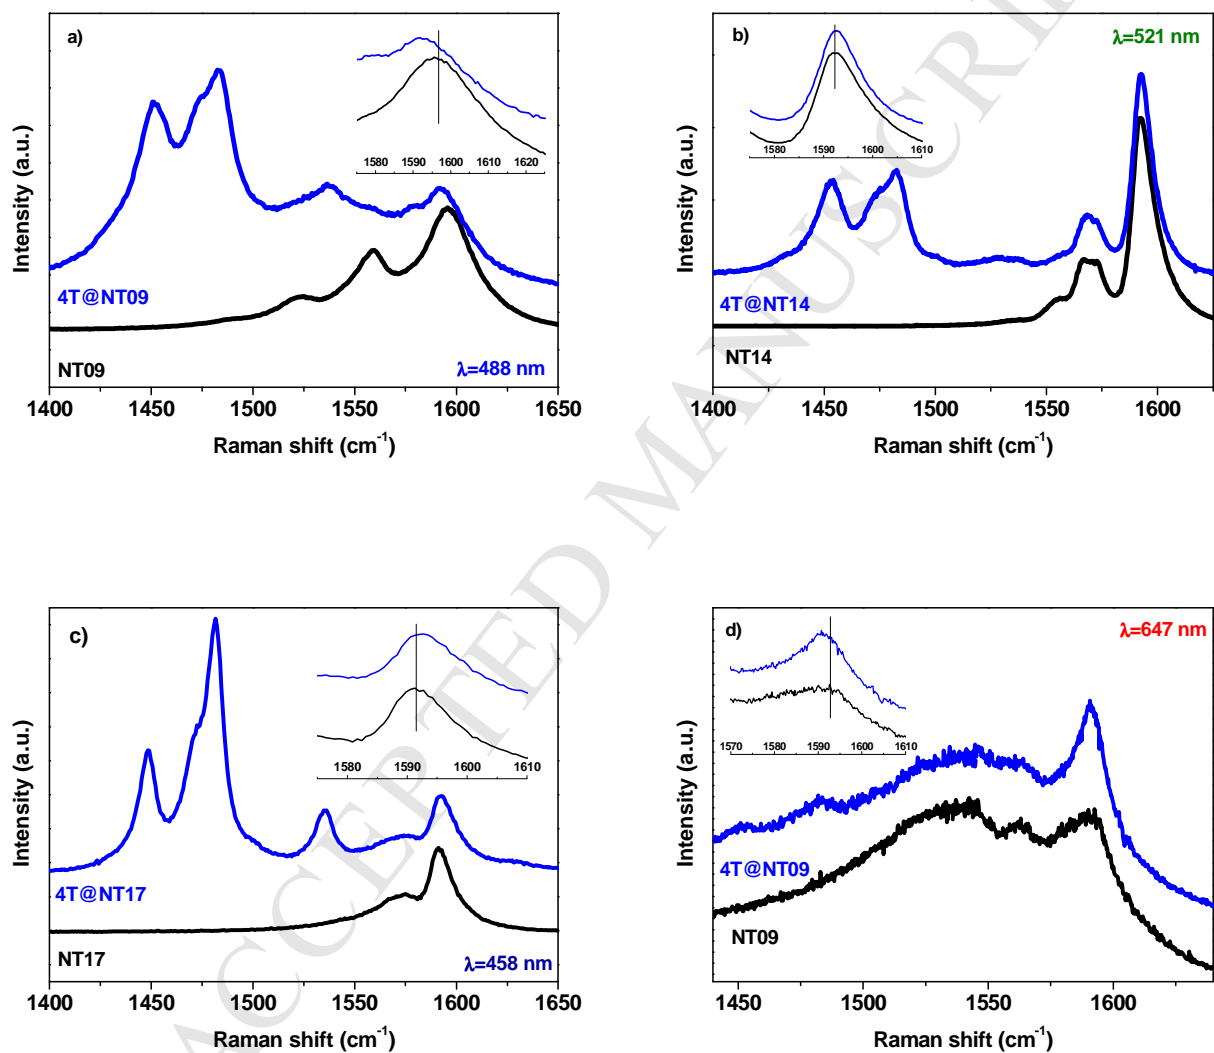 a)
4T@NT09
NT09
λ=488 nm
1580 1590 1600 1610 1620
1400 1450 1500 1550 1600 1650
Raman shift (cm⁻¹)
Intensity (a.u.)
b)
λ=521 nm
4T@NT14
NT14
1580 1590 1600 1610
1400 1450 1500 1550 1600
Raman shift (cm⁻¹)
Intensity (a.u.)
c)
4T@NT17
NT17
λ=458 nm
1580 1590 1600 1610
1400 1450 1500 1550 1600 1650
Raman shift (cm⁻¹)
Intensity (a.u.)
d)
λ=647 nm
4T@NT09
NT09
1570 1580 1590 1600 1610
1450 1500 1550 1600
Raman shift (cm⁻¹)
Intensity (a.u.)
ACCEPTED MANUSCRI